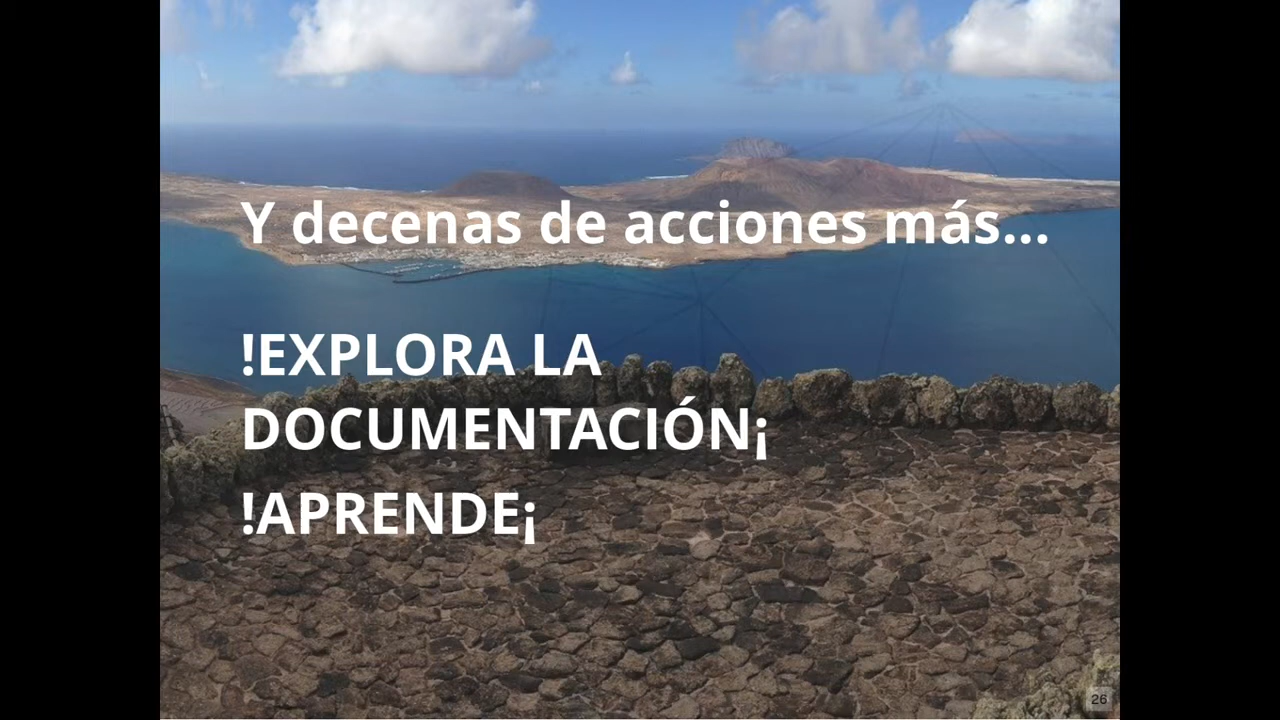 Y decenas de acciones más...
!EXPLORA LA
DOCUMENTACIÓN¡
!APRENDE¡
26